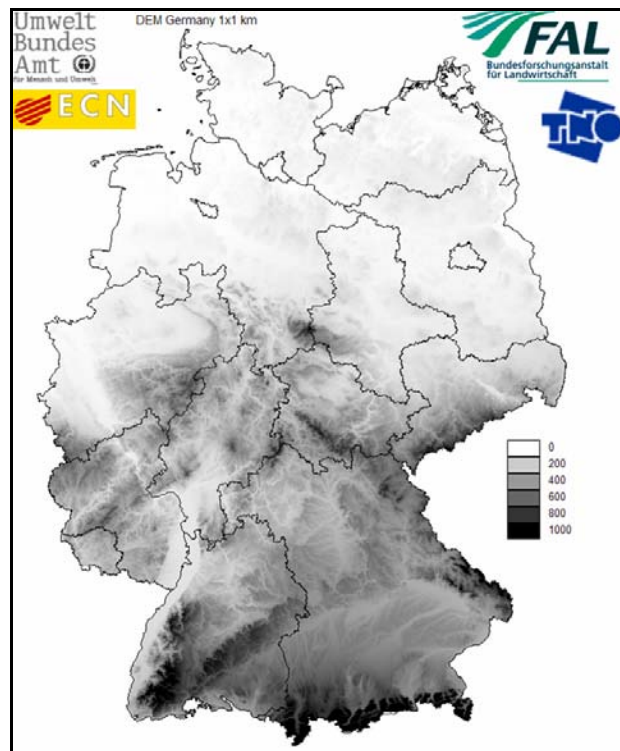 Umwelt
Bundes
Amt
für Mensch und Umwelt
DEM Germany 1x1 km
FAL
Bundesforschungsanstalt
für Landwirtschaft
ECN
TNO
0
200
400
600
800
1000